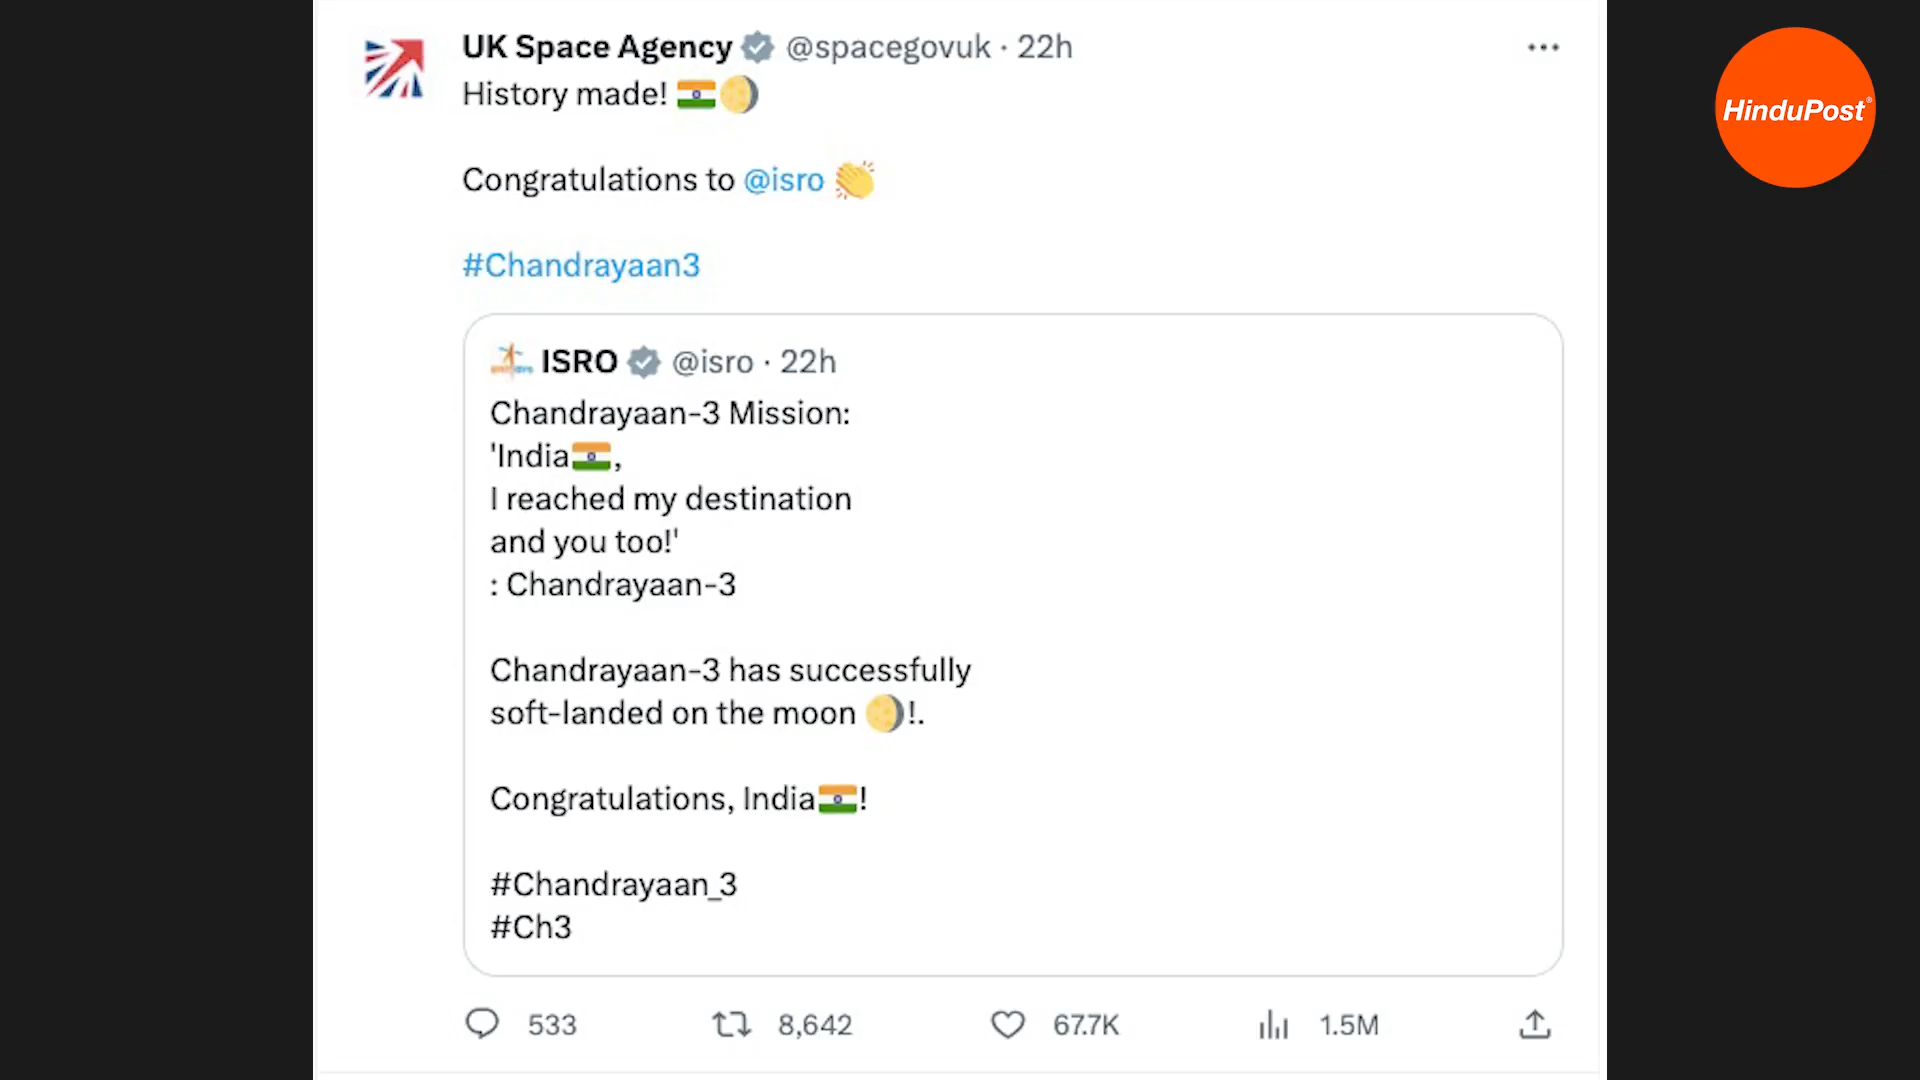 UK Space Agency @spacegovuk · 22h
History made! 🇮🇳🌖
Congratulations to @isro 👏
#Chandrayaan3
ISRO @isro · 22h
Chandrayaan-3 Mission:
'India🇮🇳,
I reached my destination
and you too!'
: Chandrayaan-3
Chandrayaan-3 has successfully
soft-landed on the moon 🌖!.
Congratulations, India🇮🇳!
#Chandrayaan_3
#Ch3
533 8,642 67.7K 1.5M
HinduPost®